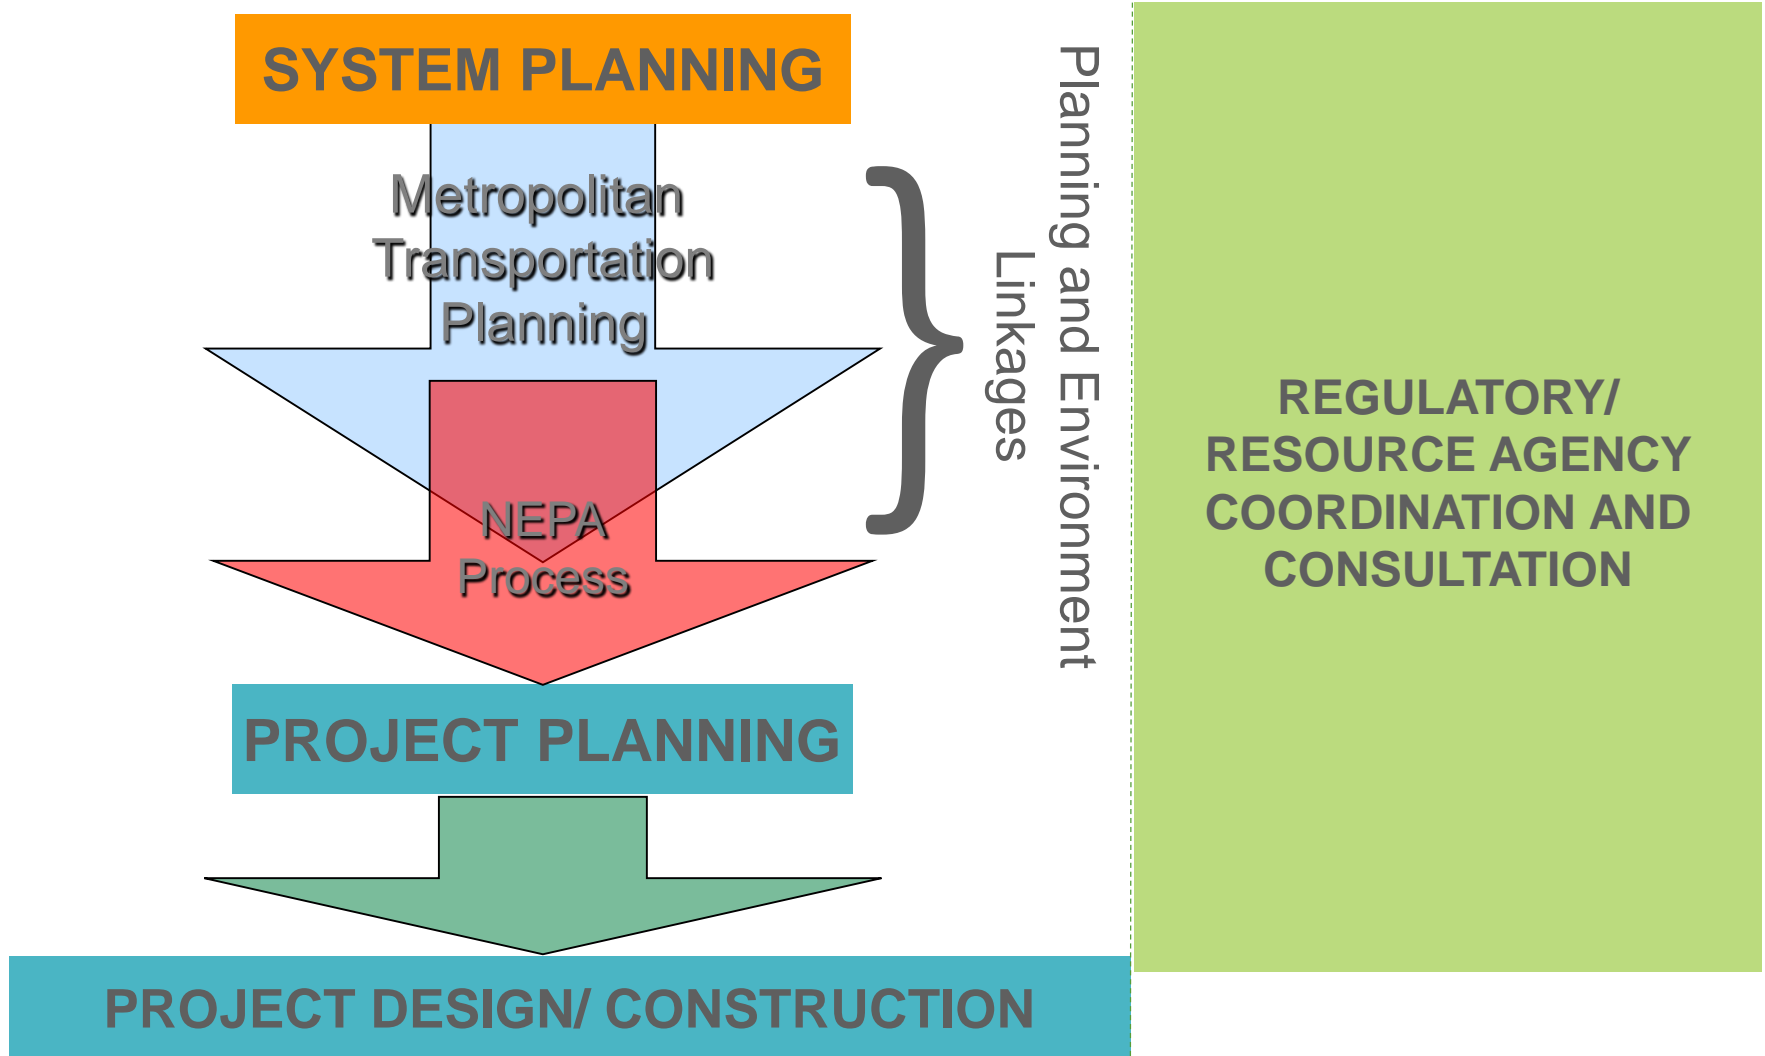 SYSTEM PLANNING
Metropolitan
Transportation
Planning
NEPA
Process
Planning and Environment
Linkages
PROJECT PLANNING
PROJECT DESIGN/ CONSTRUCTION
REGULATORY/
RESOURCE AGENCY
COORDINATION AND
CONSULTATION